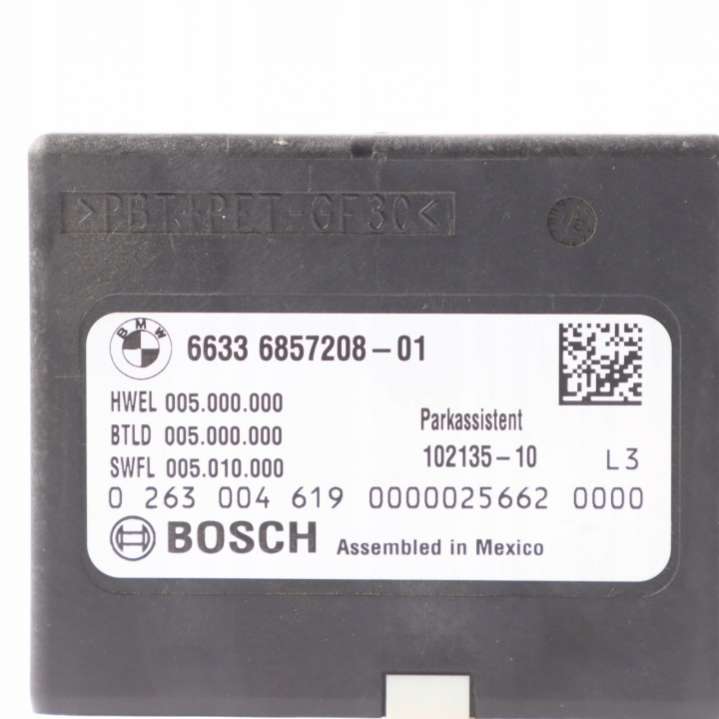 >PBT+PET-GF30<
BMW
6633 6857208-01
HWEL 005.000.000
BTLD 005.000.000
SWFL 005.010.000
Parkassistent
102135-10 L3
0 263 004 619 0000025662 0000
BOSCH Assembled in Mexico